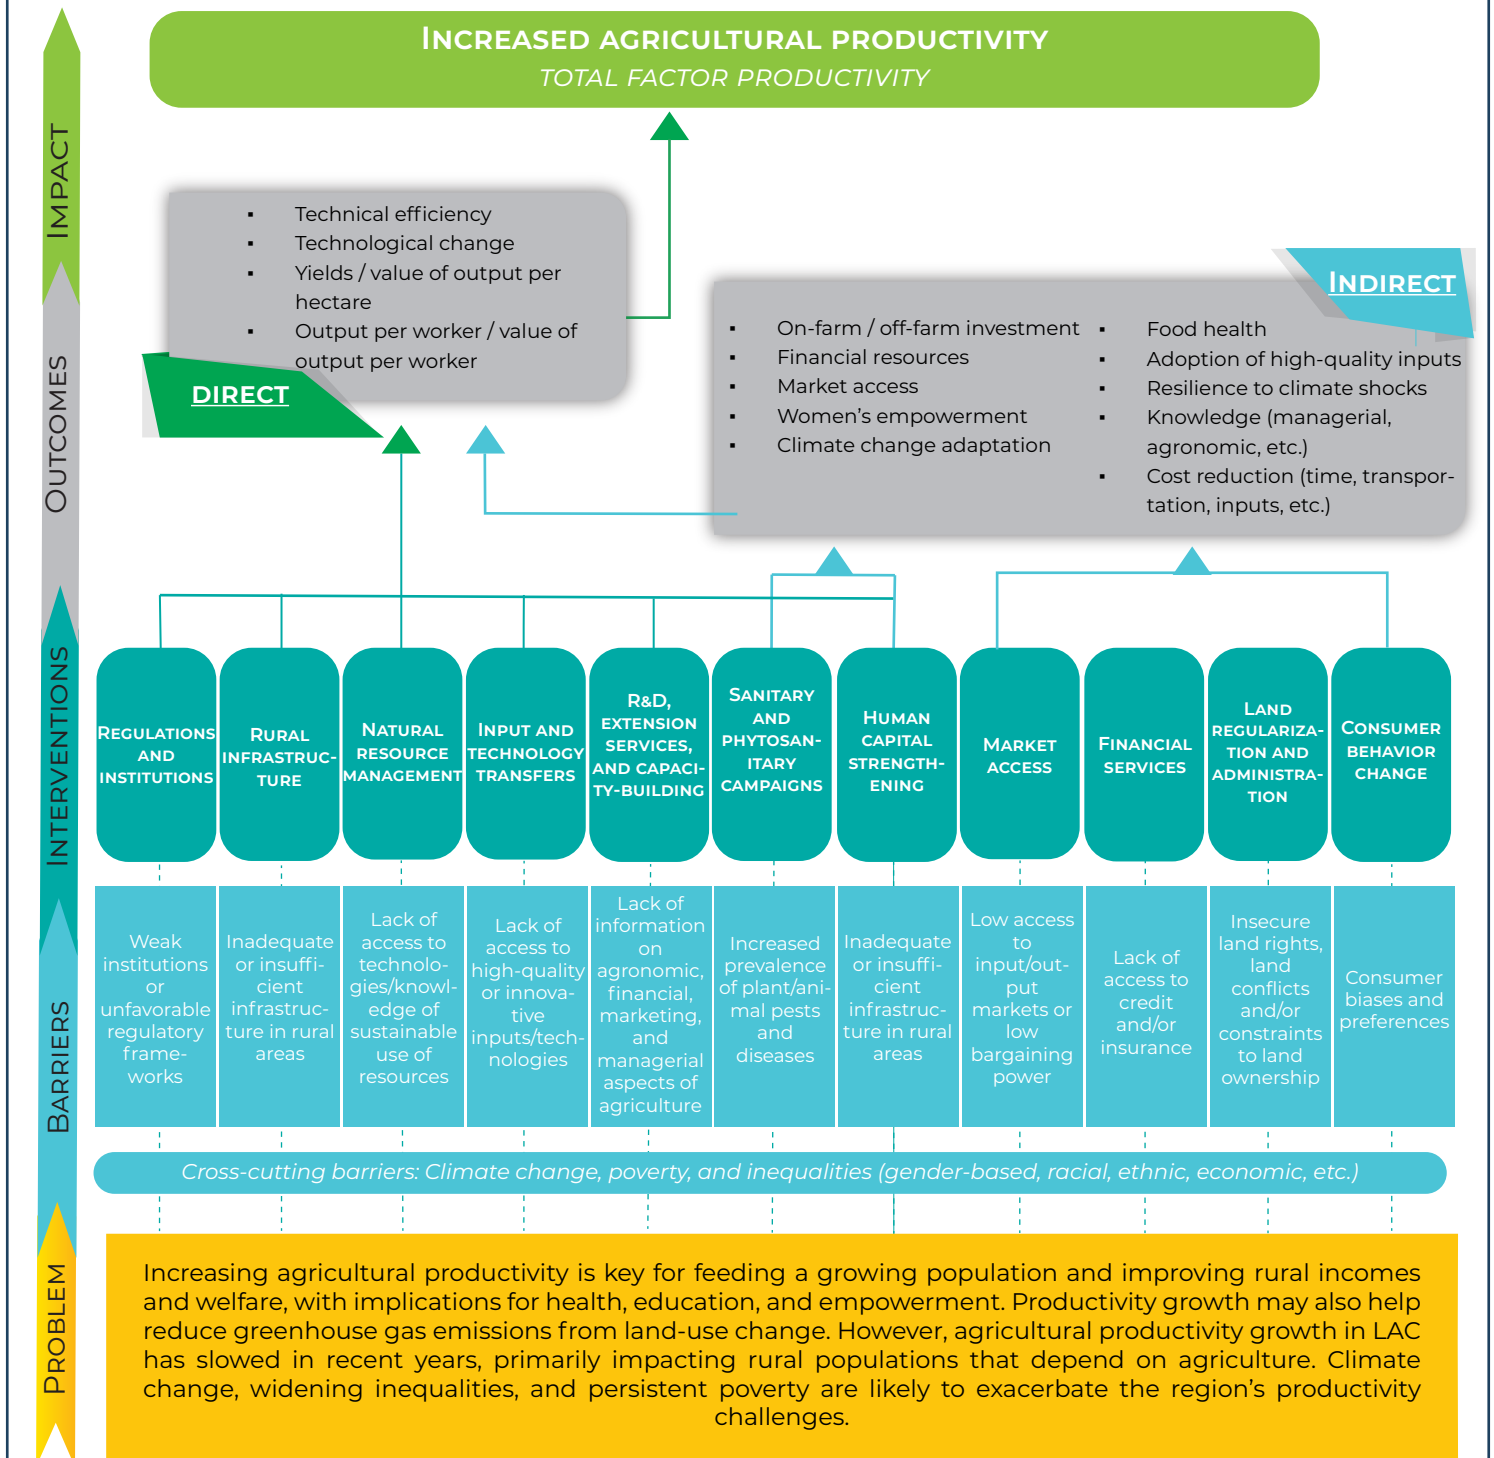 INCREASED AGRICULTURAL PRODUCTIVITY
TOTAL FACTOR PRODUCTIVITY
IMPACT
▪ Technical efficiency
▪ Technological change
▪ Yields / value of output per
hectare
▪ Output per worker / value of
output per worker
DIRECT
INDIRECT
▪ On-farm / off-farm investment
▪ Financial resources
▪ Market access
▪ Women’s empowerment
▪ Climate change adaptation
▪ Food health
▪ Adoption of high-quality inputs
▪ Resilience to climate shocks
▪ Knowledge (managerial,
agronomic, etc.)
▪ Cost reduction (time, transpor-
tation, inputs, etc.)
OUTCOMES
INTERVENTIONS
REGULATIONS
AND
INSTITUTIONS
RURAL
INFRASTRUC-
TURE
NATURAL
RESOURCE
MANAGEMENT
INPUT AND
TECHNOLOGY
TRANSFERS
R&D,
EXTENSION
SERVICES,
AND CAPACI-
TY-BUILDING
SANITARY
AND
PHYTOSAN-
ITARY
CAMPAIGNS
HUMAN
CAPITAL
STRENGTH-
ENING
MARKET
ACCESS
FINANCIAL
SERVICES
LAND
REGULARIZA-
TION AND
ADMINISTRA-
TION
CONSUMER
BEHAVIOR
CHANGE
BARRIERS
Weak
institutions
or
unfavorable
regulatory
frame-
works
Inadequate
or insuffi-
cient
infrastruc-
ture in rural
areas
Lack of
access to
technolo-
gies/knowl-
edge of
sustainable
use of
resources
Lack of
access to
high-quality
or innova-
tive
inputs/tech-
nologies
Lack of
information
on
agronomic,
financial,
marketing,
and
managerial
aspects of
agriculture
Increased
prevalence
of plant/ani-
mal pests
and
diseases
Inadequate
or insuffi-
cient
infrastruc-
ture in rural
areas
Low access
to
input/out-
put
markets or
low
bargaining
power
Lack of
access to
credit
and/or
insurance
Insecure
land rights,
land
conflicts
and/or
constraints
to land
ownership
Consumer
biases and
preferences
Cross-cutting barriers: Climate change, poverty, and inequalities (gender-based, racial, ethnic, economic, etc.)
PROBLEM
Increasing agricultural productivity is key for feeding a growing population and improving rural incomes
and welfare, with implications for health, education, and empowerment. Productivity growth may also help
reduce greenhouse gas emissions from land-use change. However, agricultural productivity growth in LAC
has slowed in recent years, primarily impacting rural populations that depend on agriculture. Climate
change, widening inequalities, and persistent poverty are likely to exacerbate the region’s productivity
challenges.